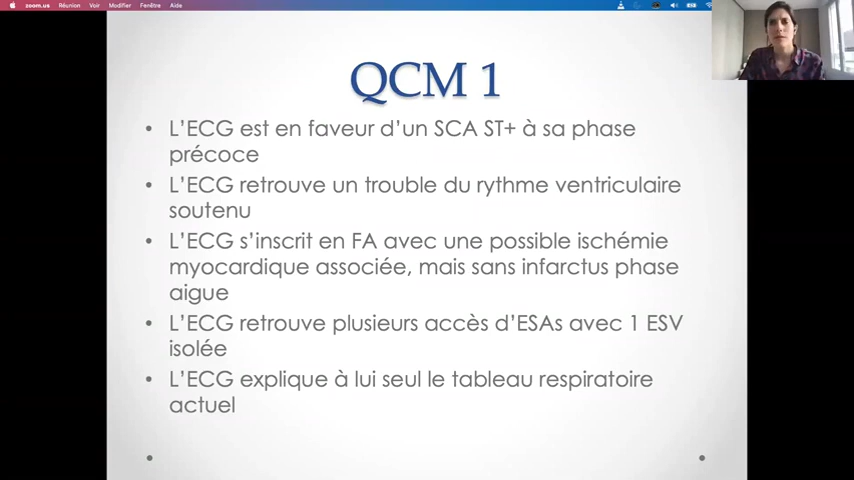 zoom.us Réunion Voir Modifier Fenêtre Aide
QCM 1
• L'ECG est en faveur d'un SCA ST+ à sa phase
précoce
• L'ECG retrouve un trouble du rythme ventriculaire
soutenu
• L'ECG s'inscrit en FA avec une possible ischémie
myocardique associée, mais sans infarctus phase
aigue
• L'ECG retrouve plusieurs accès d'ESAs avec 1 ESV
isolée
• L'ECG explique à lui seul le tableau respiratoire
actuel